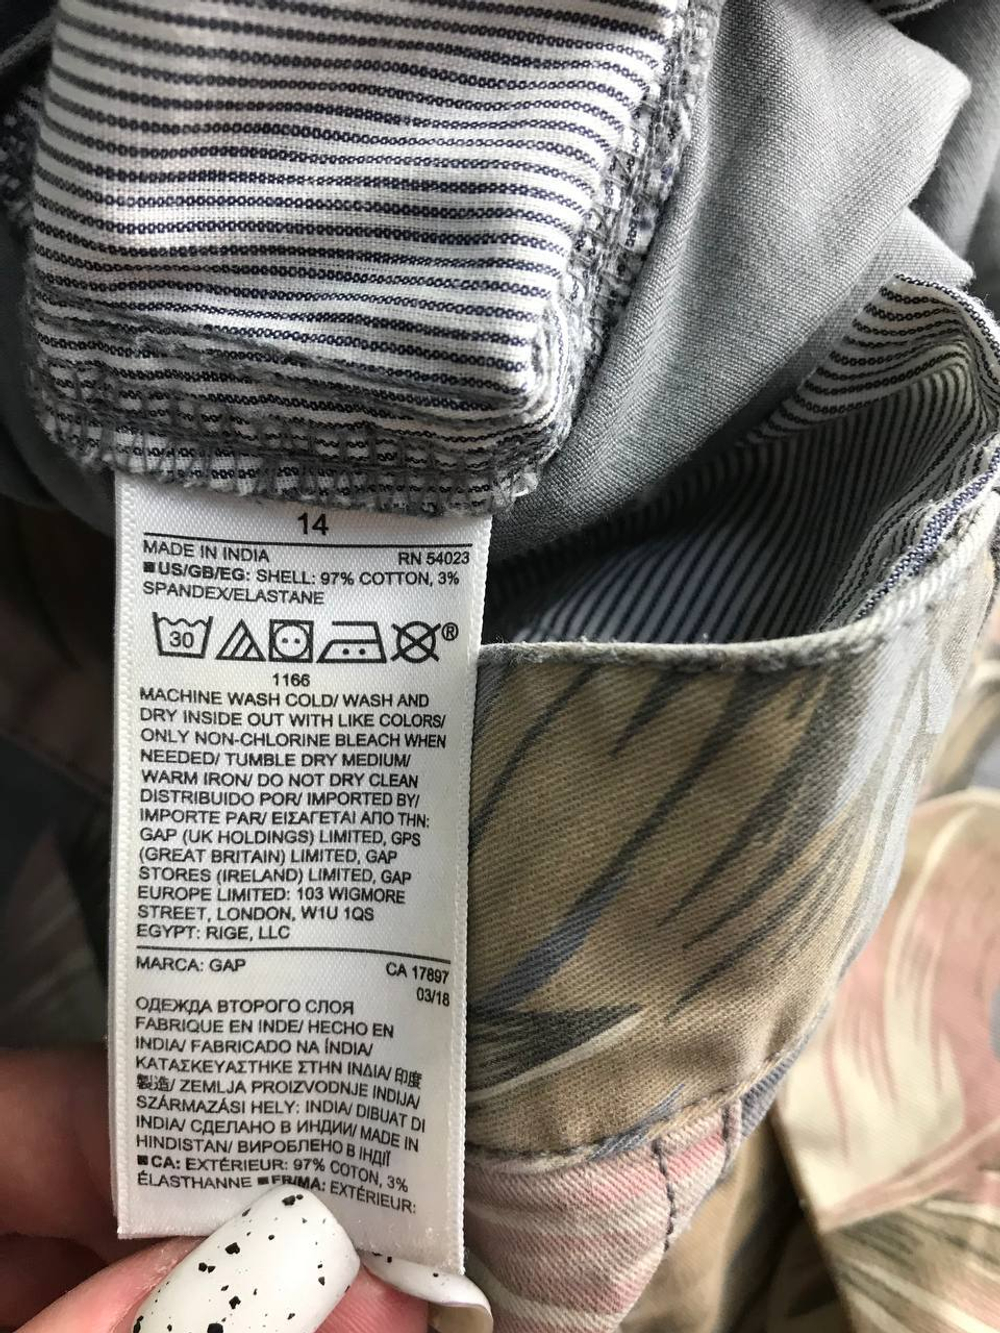 14
MADE IN INDIA RN 54023
■US/GB/EG: SHELL: 97% COTTON, 3%
SPANDEX/ELASTANE
30 ®
1166
MACHINE WASH COLD/ WASH AND
DRY INSIDE OUT WITH LIKE COLORS/
ONLY NON-CHLORINE BLEACH WHEN
NEEDED/ TUMBLE DRY MEDIUM/
WARM IRON/ DO NOT DRY CLEAN
DISTRIBUIDO POR/ IMPORTED BY/
IMPORTE PAR/ ΕΙΣΑΓΕΤΑΙ ΑΠΟ ΤΗΝ:
GAP (UK HOLDINGS) LIMITED, GPS
(GREAT BRITAIN) LIMITED, GAP
STORES (IRELAND) LIMITED, GAP
EUROPE LIMITED: 103 WIGMORE
STREET, LONDON, W1U 1QS
EGYPT: RIGE, LLC
MARCA: GAP CA 17897
03/18
ОДЕЖДА ВТОРОГО СЛОЯ
FABRIQUE EN INDE/ HECHO EN
INDIA/ FABRICADO NA ÍNDIA/
ΚΑΤΑΣΚΕΥΑΣΤΗΚΕ ΣΤΗΝ ΙΝΔΙΑ/ 印度
製造/ ZEMLJA PROIZVODNJE INDIJA/
SZÁRMAZÁSI HELY: INDIA/ DIBUAT DI
INDIA/ СДЕЛАНО В ИНДИИ/ MADE IN
HINDISTAN/ ВИРОБЛЕНО В ІНДІЇ
■CA: EXTÉRIEUR: 97% COTON, 3%
ÉLASTHANNE ■FR/MA: EXTÉRIEUR: